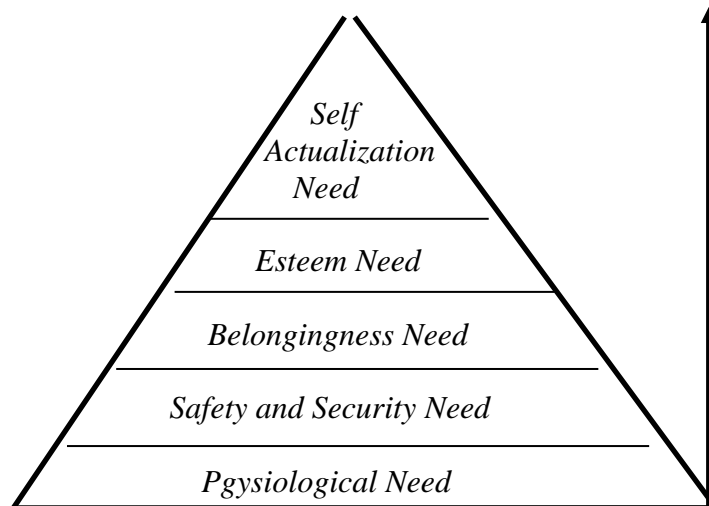 Self
Actualization
Need
Esteem Need
Belongingness Need
Safety and Security Need
Pgysiological Need